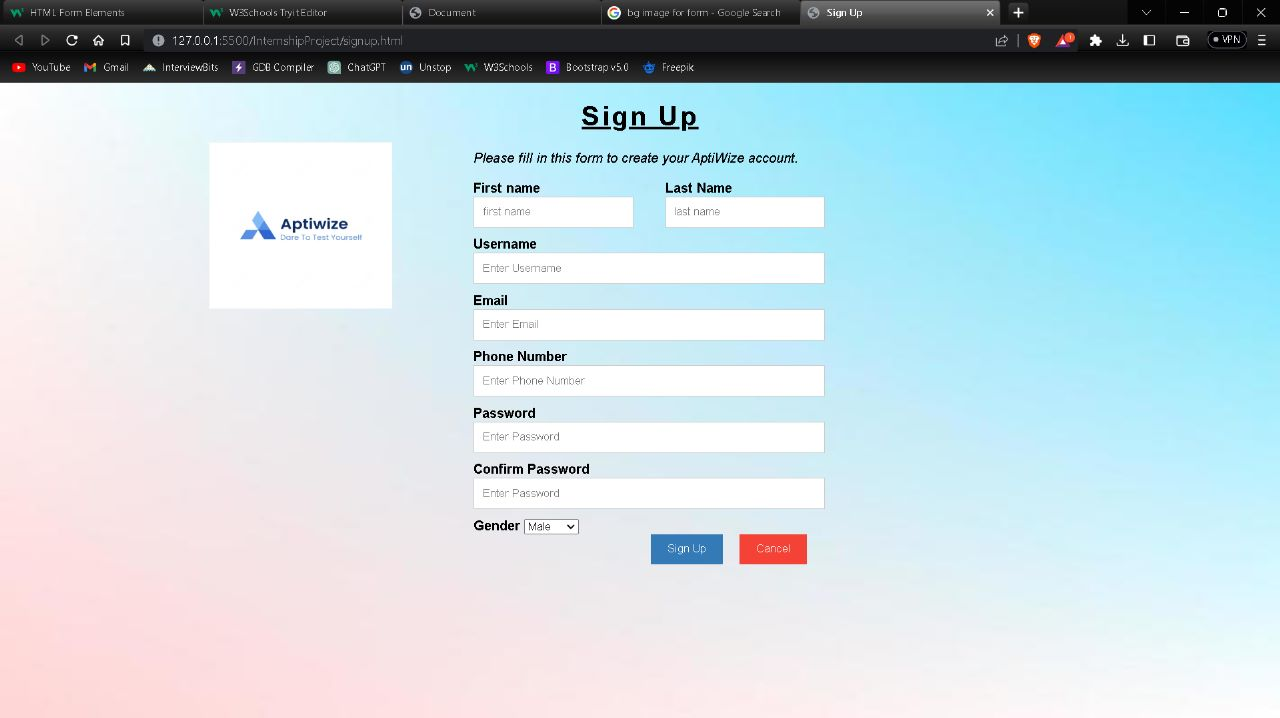 HTML Form Elements W3Schools Tryit Editor Document bg image for form - Google Search Sign Up
127.0.0.1:5500/InternshipProject/signup.html 1 VPN
YouTube Gmail InterviewBits GDB Compiler ChatGPT un Unstop W3Schools B Bootstrap v5.0 Freepik
Sign Up
Please fill in this form to create your AptiWize account.
Aptiwize
Dare To Test Yourself
First name Last Name
first name last name
Username
Enter Username
Email
Enter Email
Phone Number
Enter Phone Number
Password
Enter Password
Confirm Password
Enter Password
Gender Male
Sign Up Cancel